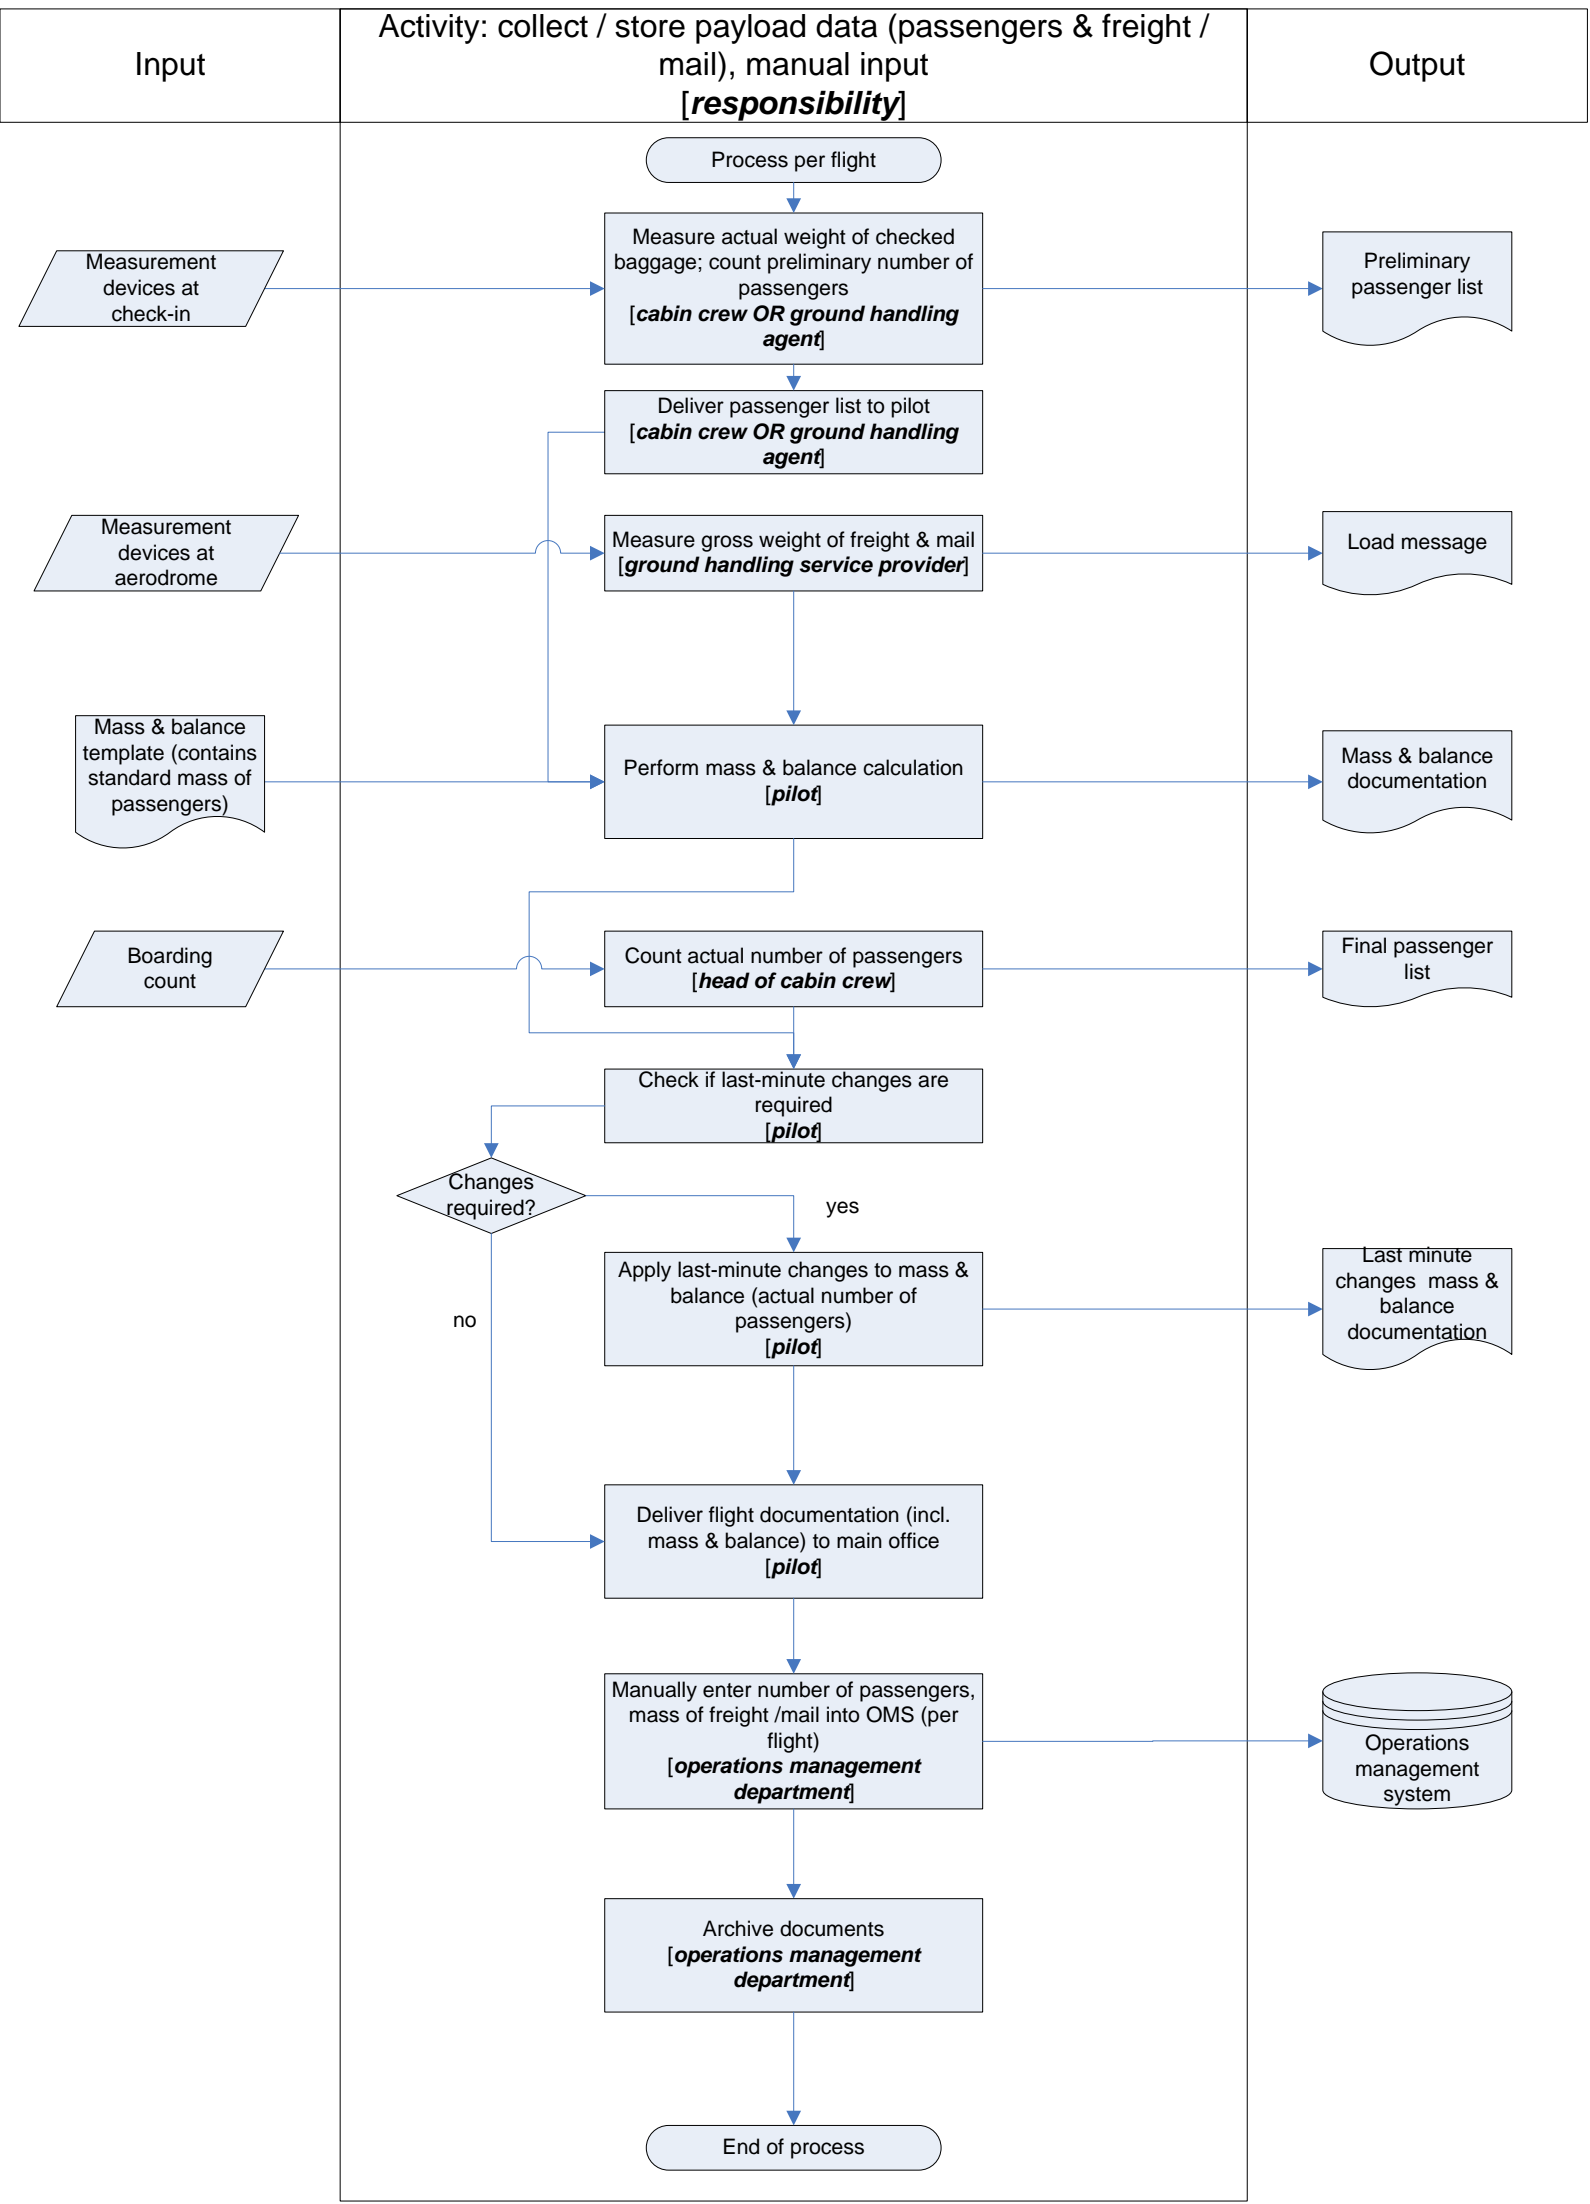 Input
Activity: collect / store payload data (passengers & freight /
mail), manual input
[responsibility]
Output
Process per flight
Measurement
devices at
check-in
Measure actual weight of checked
baggage; count preliminary number of
passengers
[cabin crew OR ground handling
agent]
Preliminary
passenger list
Deliver passenger list to pilot
[cabin crew OR ground handling
agent]
Measurement
devices at
aerodrome
Measure gross weight of freight & mail
[ground handling service provider]
Load message
Mass & balance
template (contains
standard mass of
passengers)
Perform mass & balance calculation
[pilot]
Mass & balance
documentation
Boarding
count
Count actual number of passengers
[head of cabin crew]
Final passenger
list
Check if last-minute changes are
required
[pilot]
Changes
required?
yes
no
Apply last-minute changes to mass &
balance (actual number of
passengers)
[pilot]
Last minute
changes  mass &
balance
documentation
Deliver flight documentation (incl.
mass & balance) to main office
[pilot]
Manually enter number of passengers,
mass of freight /mail into OMS (per
flight)
[operations management
department]
Operations
management
system
Archive documents
[operations management
department]
End of process